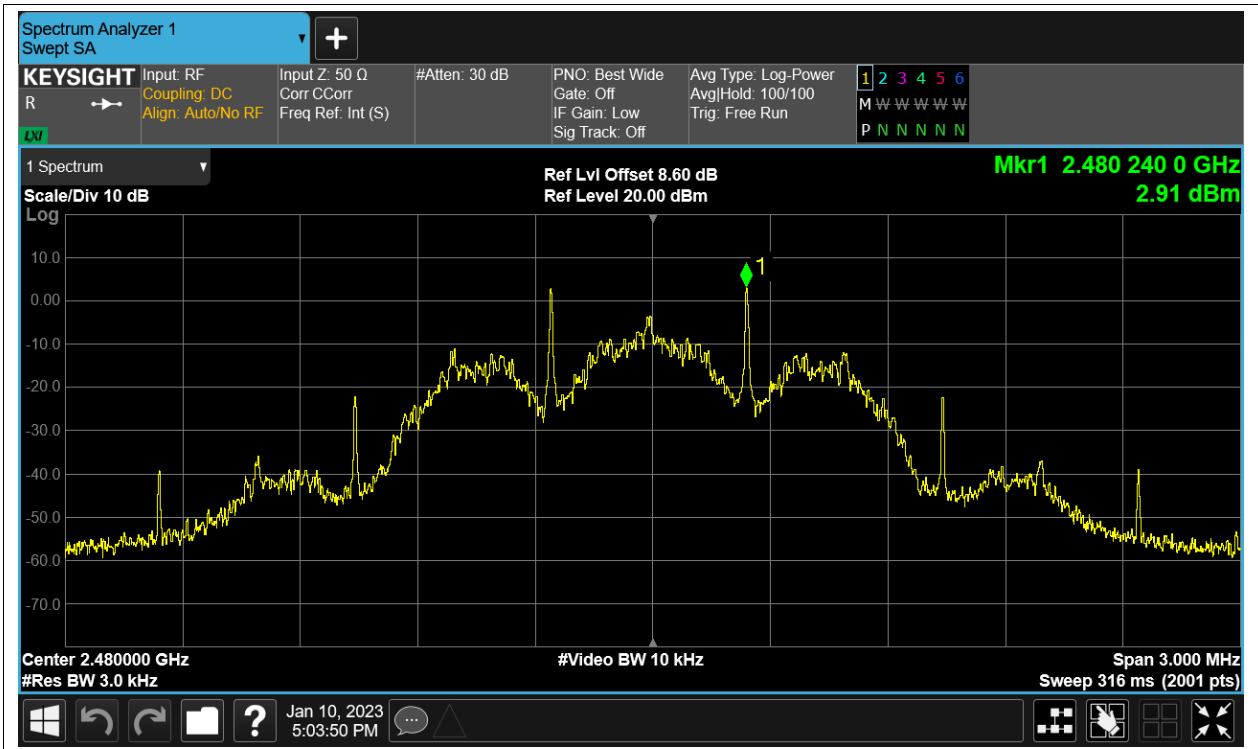 Spectrum Analyzer 1
Swept SA
KEYSIGHT
R
LXI
Input: RF
Coupling: DC
Align: Auto/No RF
Input Z: 50 Ω
Corr CCorr
Freq Ref: Int (S)
#Atten: 30 dB
PNO: Best Wide
Gate: Off
IF Gain: Low
Sig Track: Off
Avg Type: Log-Power
Avg|Hold: 100/100
Trig: Free Run
1 2 3 4 5 6
M W W W W W W
P N N N N N N
1 Spectrum
Scale/Div 10 dB
Log
Ref Lvl Offset 8.60 dB
Ref Level 20.00 dBm
Mkr1 2.480 240 0 GHz
2.91 dBm
1
10.0
0.00
-10.0
-20.0
-30.0
-40.0
-50.0
-60.0
-70.0
Center 2.480000 GHz
#Res BW 3.0 kHz
#Video BW 10 kHz
Span 3.000 MHz
Sweep 316 ms (2001 pts)
?
Jan 10, 2023
5:03:50 PM